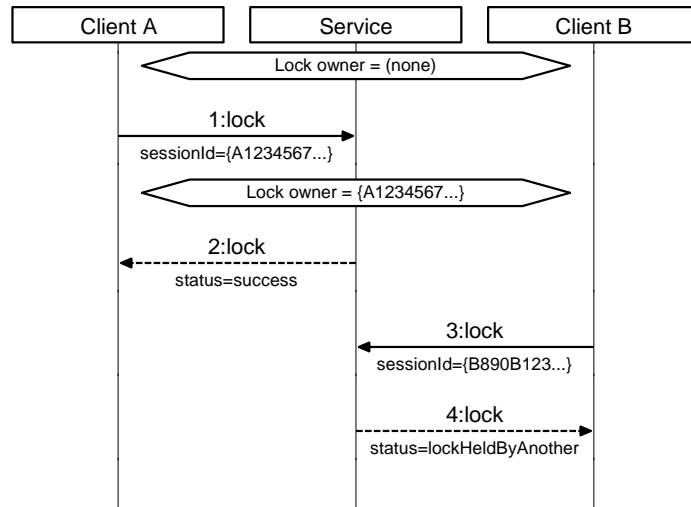 Client A
Service
Client B
Lock owner = (none)
1:lock
sessionId={A1234567...}
Lock owner = {A1234567...}
2:lock
status=success
3:lock
sessionId={B890B123...}
4:lock
status=lockHeldByAnother